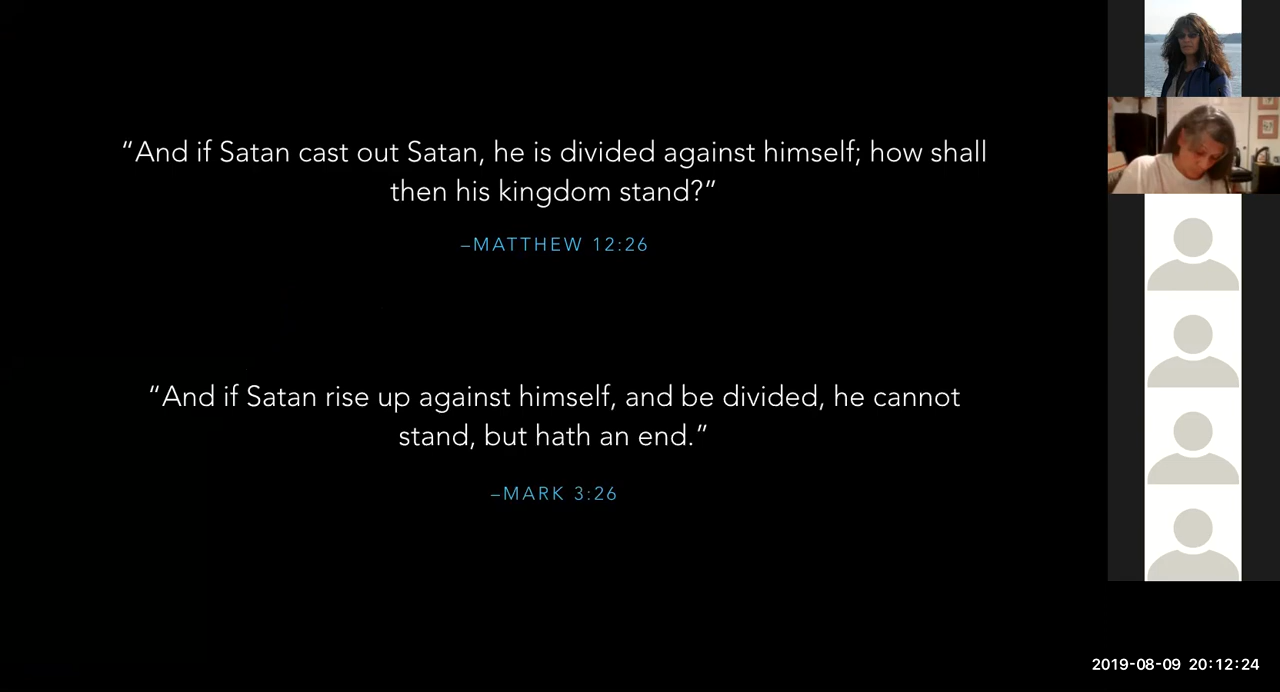 “And if Satan cast out Satan, he is divided against himself; how shall
then his kingdom stand?”
–MATTHEW 12:26
“And if Satan rise up against himself, and be divided, he cannot
stand, but hath an end.”
–MARK 3:26
2019-08-09 20:12:24